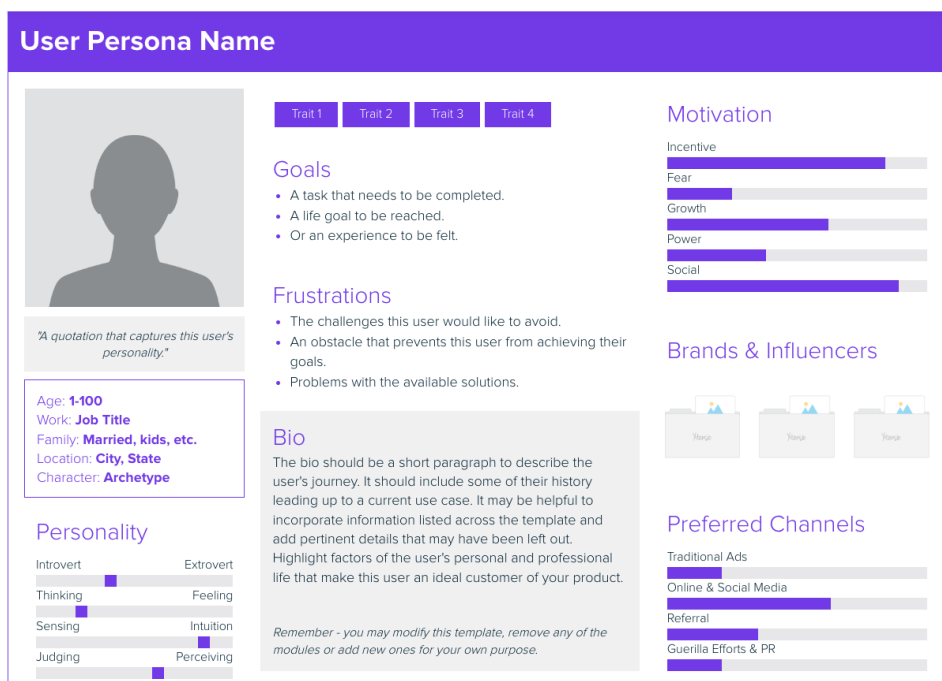 User Persona Name
"A quotation that captures this user's
personality."
Age: 1-100
Work: Job Title
Family: Married, kids, etc.
Location: City, State
Character: Archetype
Personality
Introvert Extrovert
Thinking Feeling
Sensing Intuition
Judging Perceiving
Trait 1 Trait 2 Trait 3 Trait 4
Goals
• A task that needs to be completed.
• A life goal to be reached.
• Or an experience to be felt.
Frustrations
• The challenges this user would like to avoid.
• An obstacle that prevents this user from achieving their
goals.
• Problems with the available solutions.
Bio
The bio should be a short paragraph to describe the
user's journey. It should include some of their history
leading up to a current use case. It may be helpful to
incorporate information listed across the template and
add pertinent details that may have been left out.
Highlight factors of the user's personal and professional
life that make this user an ideal customer of your product.
Remember - you may modify this template, remove any of the
modules or add new ones for your own purpose.
Motivation
Incentive
Fear
Growth
Power
Social
Brands & Influencers
Preferred Channels
Traditional Ads
Online & Social Media
Referral
Guerilla Efforts & PR